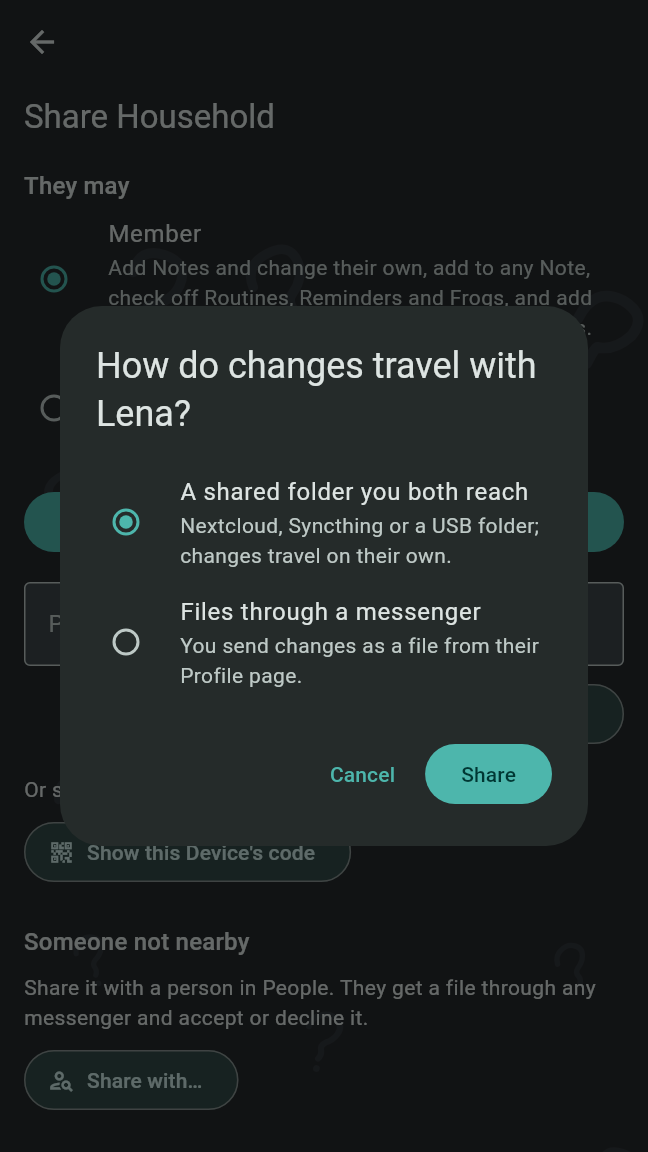 Share Household
They may
Member
Add Notes and change their own, add to any Note,
check off Routines, Reminders and Frogs, and add
How do changes travel with
Lena?
A shared folder you both reach
Nextcloud, Syncthing or a USB folder;
changes travel on their own.
Files through a messenger
You send changes as a file from their
Profile page.
Cancel
Share
Or
Show this Device's code
Someone not nearby
Share it with a person in People. They get a file through any
messenger and accept or decline it.
Share with...